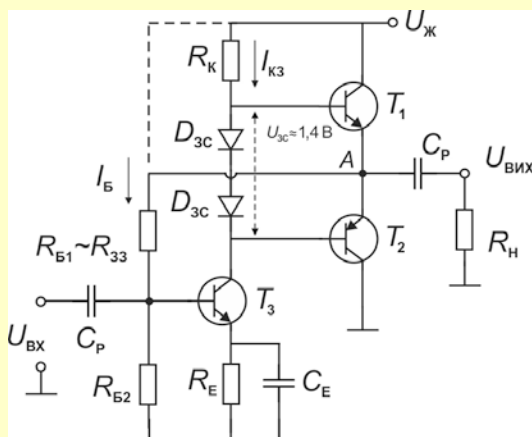 U_Ж
R_К
I_К3
T_1
D_ЗС
U_ЗС≈1,4 В
A
C_Р
U_ВИХ
I_Б
D_ЗС
T_2
R_Н
R_Б1~R_ЗЗ
T_3
U_ВХ
C_Р
R_Б2
R_Е
C_Е